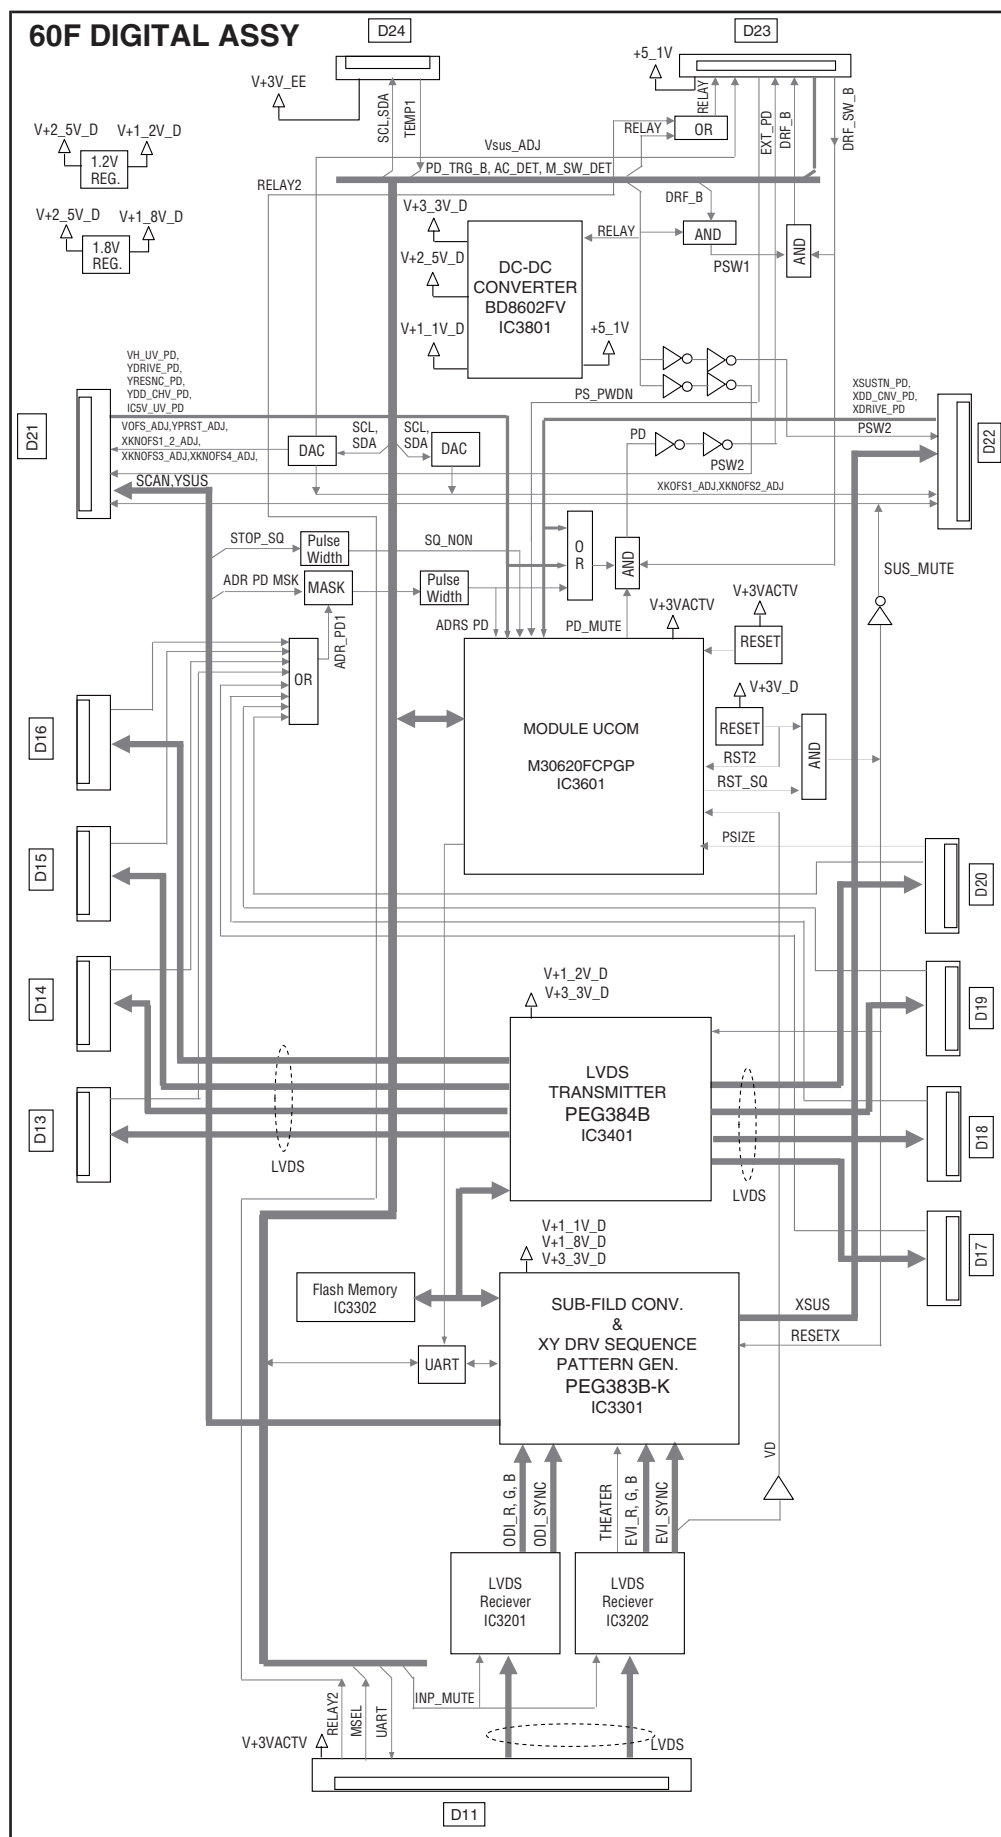 60F DIGITAL ASSY
D24
D23
V+3V_EE
SCL,SDA
TEMP1
+5_1V
RELAY
EXT_PD
DRF_B
DRF_SW_B
RELAY
OR
V+2_5V_D
V+1_2V_D
1.2V
REG.
Vsus_ADJ
RELAY2
PD_TRG_B, AC_DET, M_SW_DET
V+2_5V_D
V+1_8V_D
1.8V
REG.
V+3_3V_D
DRF_B
RELAY
AND
AND
PSW1
V+2_5V_D
DC-DC
CONVERTER
BD8602FV
IC3801
V+1_1V_D
+5_1V
VH_UV_PD,
YDRIVE_PD,
YRESNC_PD,
YDD_CHV_PD,
IC5V_UV_PD
PS_PWDN
XSUSTN_PD,
XDD_CNV_PD,
XDRIVE_PD
D21
VOFS_ADJ,YPRST_ADJ,
XKNOFS1_2_ADJ,
XKNOFS3_ADJ,XKNOFS4_ADJ,
DAC
SCL,
SDA
SCL,
SDA
DAC
PD
PSW2
PSW2
D22
SCAN,YSUS
XKOFS1_ADJ,XKNOFS2_ADJ
STOP_SQ
Pulse
Width
SQ_NON
OR
AND
SUS_MUTE
ADR PD MSK
MASK
Pulse
Width
ADR_PD1
ADRS PD
PD_MUTE
V+3VACTV
V+3VACTV
RESET
OR
D16
MODULE UCOM
M30620FCPGP
IC3601
V+3V_D
RESET
RST2
AND
RST_SQ
D15
PSIZE
D20
D14
V+1_2V_D
V+3_3V_D
D19
LVDS
TRANSMITTER
PEG384B
IC3401
D13
LVDS
LVDS
D18
V+1_1V_D
V+1_8V_D
V+3_3V_D
D17
Flash Memory
IC3302
SUB-FILD CONV.
&
XY DRV SEQUENCE
PATTERN GEN.
PEG383B-K
IC3301
XSUS
RESETX
UART
ODI_R, G, B
ODI_SYNC
THEATER
EVI_R, G, B
EVI_SYNC
VD
LVDS
Reciever
IC3201
LVDS
Reciever
IC3202
RELAY2
MSEL
UART
INP_MUTE
V+3VACTV
LVDS
D11